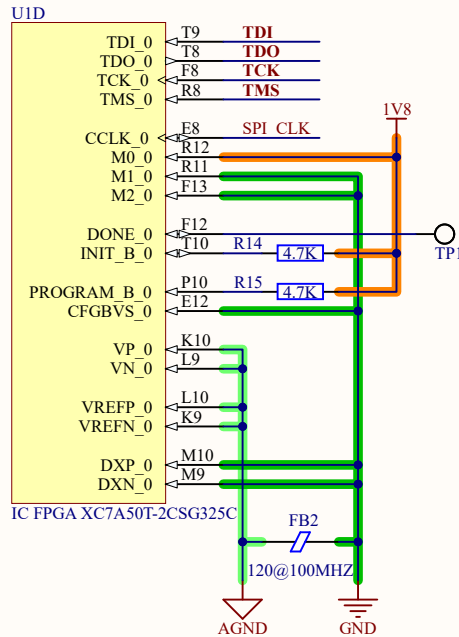 U1D
TDI_0 T9 TDI
TDO_0 T8 TDO
TCK_0 F8 TCK
TMS_0 R8 TMS
1V8
CCLK_0 E8 SPI_CLK
M0_0 R12
M1_0 R11
M2_0 F13
DONE_0 F12
INIT_B_0 T10 R14 4.7K TP1
PROGRAM_B_0 P10 R15 4.7K
CFGBVS_0 E12
VP_0 K10
VN_0 L9
VREFP_0 L10
VREFN_0 K9
DXP_0 M10
DXN_0 M9
IC FPGA XC7A50T-2CSG325C
FB2
120@100MHZ
AGND GND